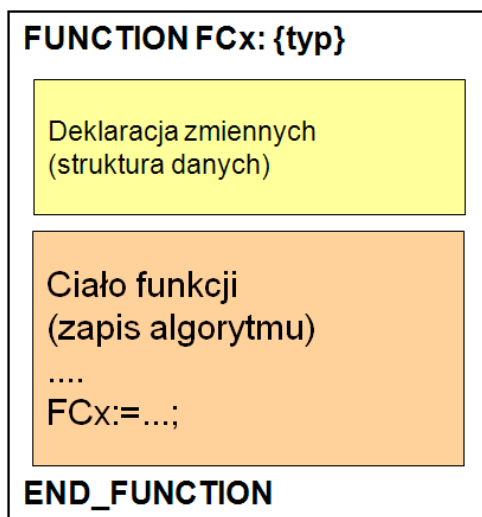 FUNCTION FCx: {typ}
Deklaracja zmiennych
(struktura danych)
Ciało funkcji
(zapis algorytmu)
....
FCx:=...;
END_FUNCTION